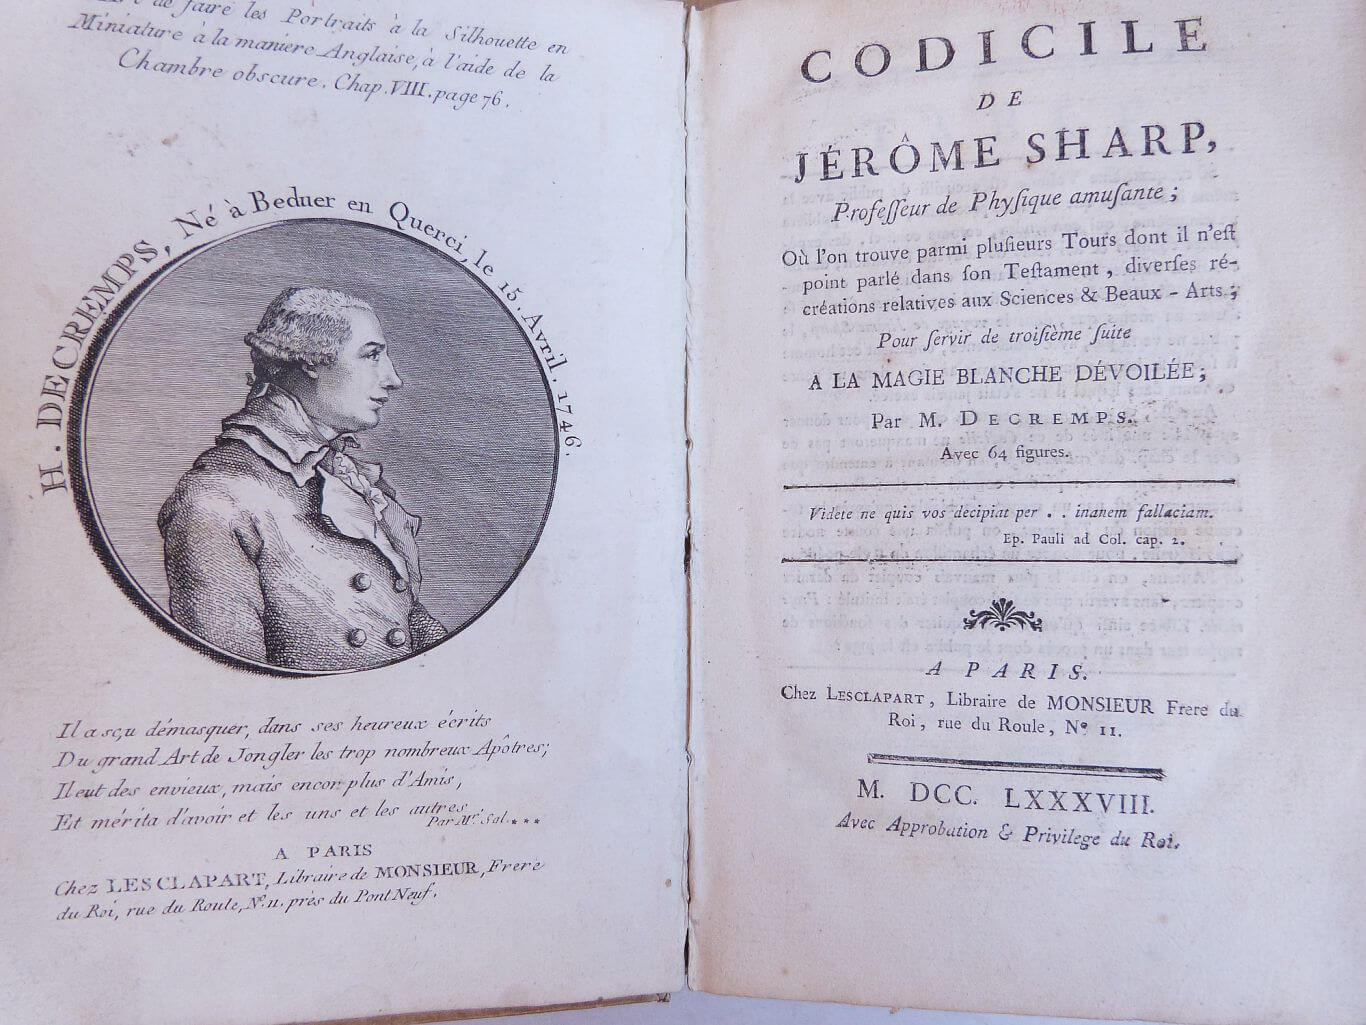 de faire les Portraits à la Silhouette en
Miniature à la maniere Anglaise, à l'aide de la
Chambre obscure. Chap. VIII. page 76.
H. DECREMPS, Né à Beduer en Querci, le 15. Avril. 1746.
Il a sçu démasquer, dans ses heureux écrits
Du grand Art de Jongler les trop nombreux Apôtres;
Il eut des envieux, mais encor plus d'Amis,
Et mérita d'avoir et les uns et les autres
Par Mr. Sal. ***
A PARIS
Chez LESCLAPART, Libraire de MONSIEUR, Frere
du Roi, rue du Roule, No. 11. près du Pont Neuf.
CODICILE
DE
JÉRÔME SHARP,
Profeſſeur de Phyſique amuſante;
Où l'on trouve parmi pluſieurs Tours dont il n'eſt
point parlé dans ſon Teſtament, diverſes ré-
créations relatives aux Sciences & Beaux-Arts;
Pour ſervir de troiſième ſuite
A LA MAGIE BLANCHE DÉVOILÉE;
Par M. DECREMPS.
Avec 64 figures.
Videte ne quis vos decipiat per . . inanem fallaciam.
Ep. Pauli ad Col. cap. 2.
A PARIS.
Chez LESCLAPART, Libraire de MONSIEUR Frere du
Roi, rue du Roule, No 11.
M. DCC. LXXXVIII.
Avec Approbation & Privilege du Roi.